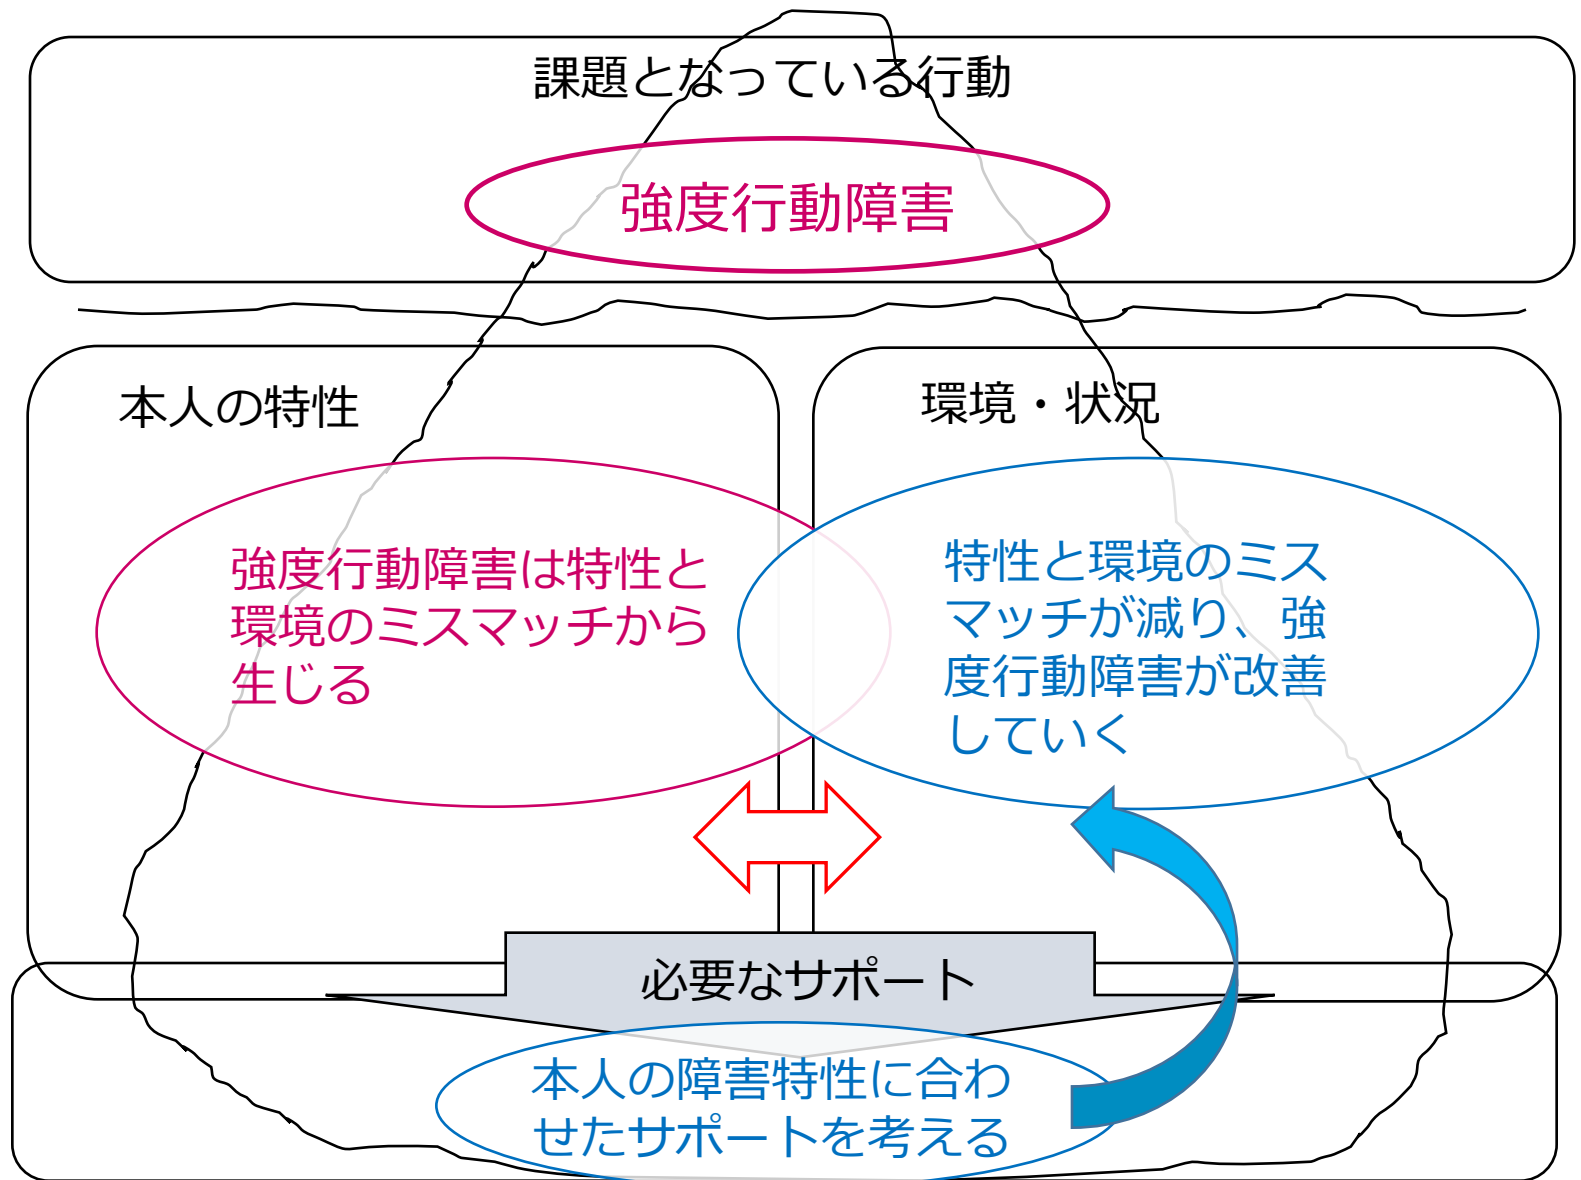 課題となっている行動
強度行動障害
本人の特性
環境・状況
強度行動障害は特性と
環境のミスマッチから
生じる
特性と環境のミス
マッチが減り、強
度行動障害が改善
していく
必要なサポート
本人の障害特性に合わ
せたサポートを考える